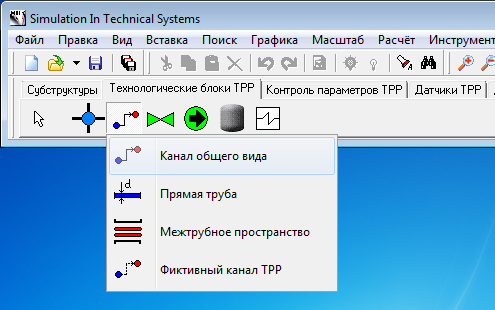 Simulation In Technical Systems
Файл Правка Вид Вставка Поиск Графика Масштаб Расчёт Инструмент
Субструктуры Технологические блоки ТРР Контроль параметров ТРР Датчики ТРР
Канал общего вида
d
Прямая труба
Межтрубное пространство
Фиктивный канал ТРР